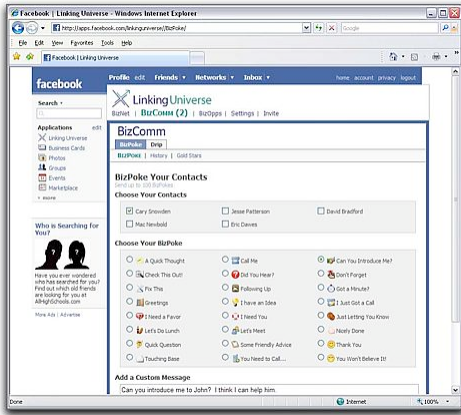 Facebook | Linking Universe - Windows Internet Explorer
http://apps.facebook.com/linkinguniverse//BizPoke/
Google
File Edit View Favorites Tools Help
Facebook | Linking Universe
facebook
Profile edit Friends Networks Inbox
home account privacy logout
Search
Applications edit
Linking Universe
Business Cards
Photos
Groups
Events
Marketplace
more
Who is Searching for You?
Have you ever wondered
who has searched for you?
Find out which old friends
are looking for you at
AllHighSchools.com
More Ads | Advertise
Linking Universe
BizNet | BizComm (2) | BizOpps | Settings | Invite
BizComm
BizPoke Drip
BizPoke | History | Gold Stars
BizPoke Your Contacts
Send up to 100 BizPokes
Choose Your Contacts
Cary Snowden Jesse Patterson David Bradford
Mac Newbold Eric Dawes
Choose Your BizPoke
A Quick Thought Call Me Can You Introduce Me?
Check This Out! Did You Hear? Don't Forget
Fix This Following Up Got a Minute?
Greetings I have an Idea I Just Got a Call
I Need a Favor I Need You Just Letting You Know
Let's Do Lunch Let's Meet Nicely Done
Quick Question Some Friendly Advice Thank You
Touching Base You Need to Call... You Won't Believe It!
Add a Custom Message
Can you introduce me to John? I think I can help him.
Done
Internet
100%